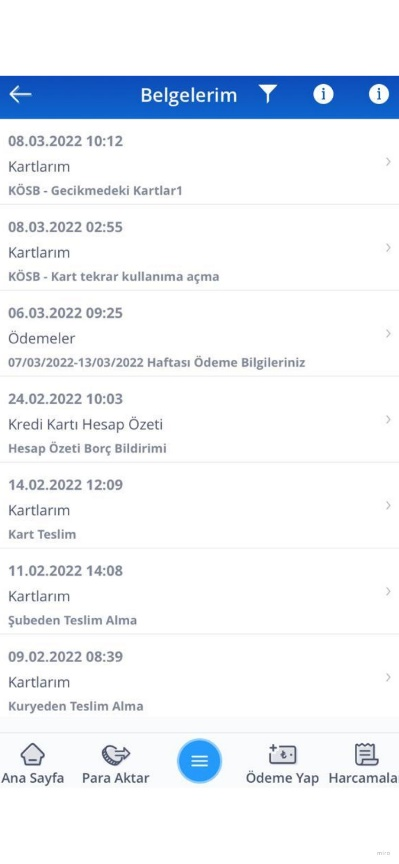 Belgelerim
08.03.2022 10:12
Kartlarım
KÖSB - Gecikmedeki Kartlar1
08.03.2022 02:55
Kartlarım
KÖSB - Kart tekrar kullanıma açma
06.03.2022 09:25
Ödemeler
07/03/2022-13/03/2022 Haftası Ödeme Bilgileriniz
24.02.2022 10:03
Kredi Kartı Hesap Özeti
Hesap Özeti Borç Bildirimi
14.02.2022 12:09
Kartlarım
Kart Teslim
11.02.2022 14:08
Kartlarım
Şubeden Teslim Alma
09.02.2022 08:39
Kartlarım
Kuryeden Teslim Alma
Ana Sayfa Para Aktar Ödeme Yap Harcamala